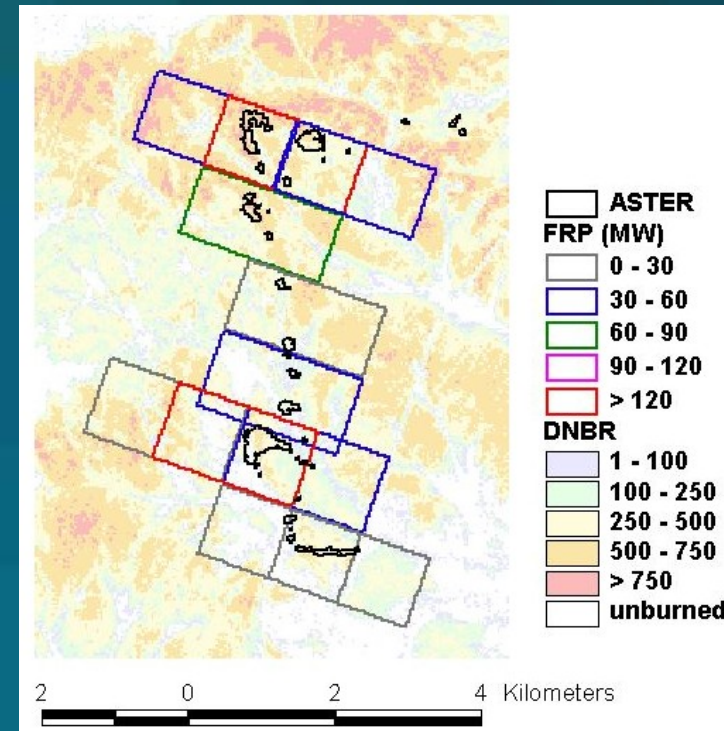 ASTER
FRP (MW)
0 - 30
30 - 60
60 - 90
90 - 120
> 120
DNBR
1 - 100
100 - 250
250 - 500
500 - 750
> 750
unburned
2 0 2 4 Kilometers